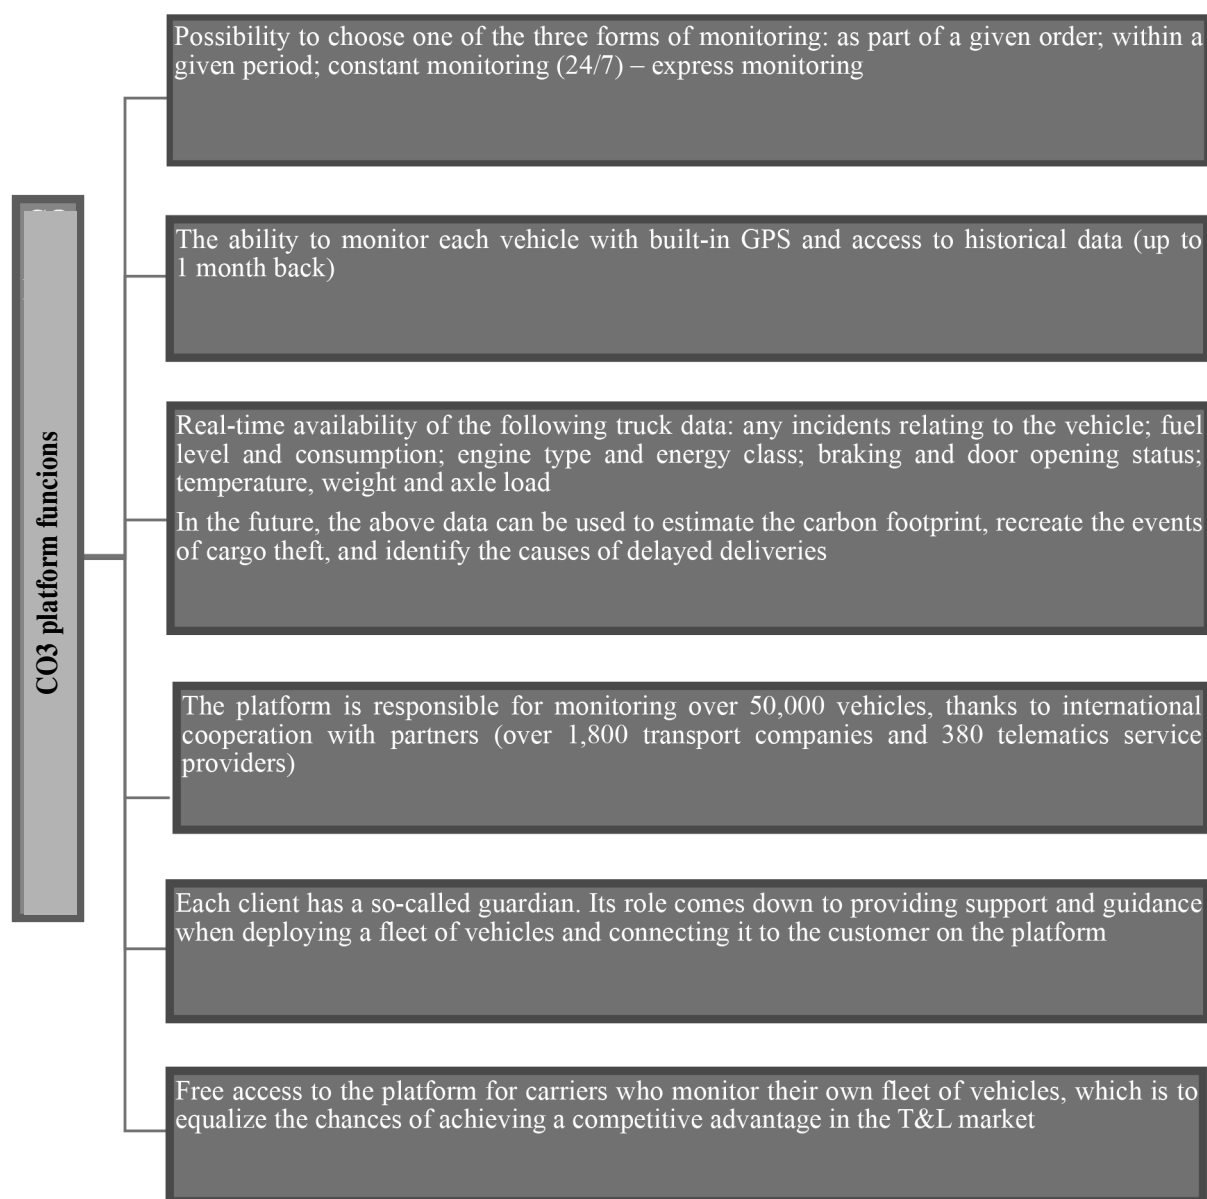 Possibility to choose one of the three forms of monitoring: as part of a given order; within a
given period; constant monitoring (24/7) – express monitoring
The ability to monitor each vehicle with built-in GPS and access to historical data (up to
1 month back)
Real-time availability of the following truck data: any incidents relating to the vehicle; fuel
level and consumption; engine type and energy class; braking and door opening status;
temperature, weight and axle load
In the future, the above data can be used to estimate the carbon footprint, recreate the events
of cargo theft, and identify the causes of delayed deliveries
CO3 platform funcions
The platform is responsible for monitoring over 50,000 vehicles, thanks to international
cooperation with partners (over 1,800 transport companies and 380 telematics service
providers)
Each client has a so-called guardian. Its role comes down to providing support and guidance
when deploying a fleet of vehicles and connecting it to the customer on the platform
Free access to the platform for carriers who monitor their own fleet of vehicles, which is to
equalize the chances of achieving a competitive advantage in the T&L market